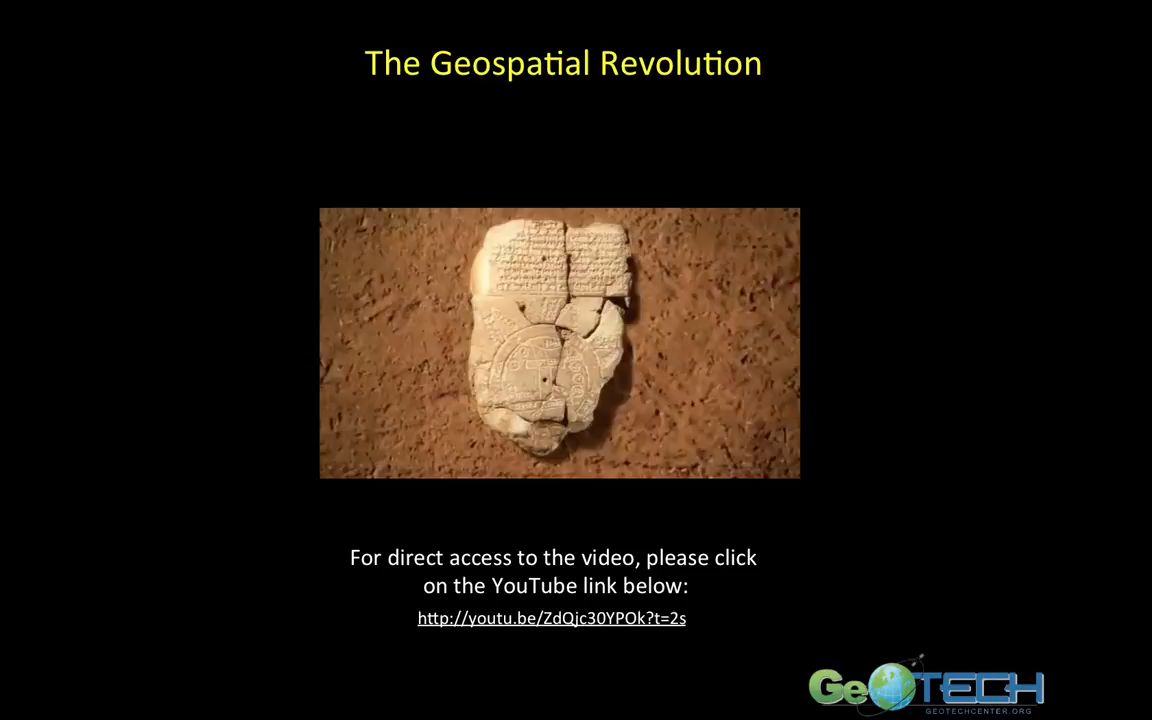 The Geospatial Revolution
For direct access to the video, please click
on the YouTube link below:
http://youtu.be/ZdQjc30YPOk?t=2s
GeoTECH
GEOTECHCENTER.ORG